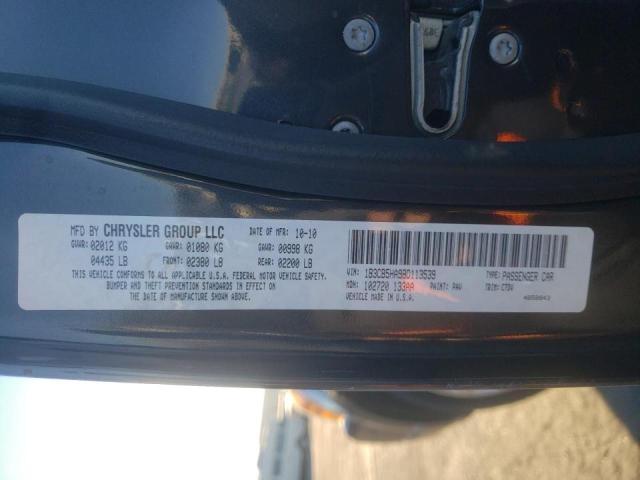 MFD BY CHRYSLER GROUP LLC DATE OF MFR: 10-10
GVWR: 02012 KG GAWR: 01080 KG GAWR: 00998 KG
04435 LB FRONT: 02380 LB REAR: 02200 LB
THIS VEHICLE CONFORMS TO ALL APPLICABLE U.S.A. FEDERAL MOTOR VEHICLE SAFETY,
BUMPER AND THEFT PREVENTION STANDARDS IN EFFECT ON
THE DATE OF MANUFACTURE SHOWN ABOVE.
VIN: TYPE: PASSENGER CAR
MDH: 102720 133AA PAINT: PAV TRIM: C7DV
VEHICLE MADE IN U.S.A. 4658043